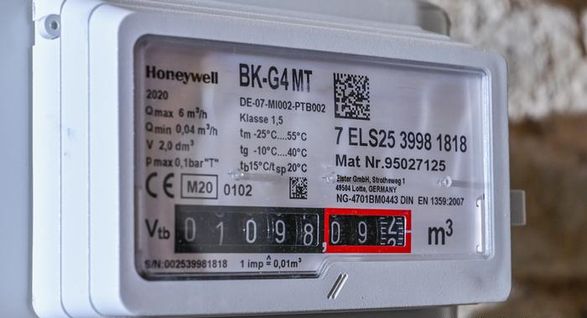 Honeywell
BK-G4 MT
2020
DE-07-MI002-PTB002
Qmax 6 m³/h
Klasse 1,5
Qmin 0,04 m³/h
tm -25°C....55°C
7 ELS25 3998 1818
V 2,0 dm³
tg -10°C....40°C
Mat Nr.95027125
pmax 0,1bar"T"
tb15°C/tsp20°C
Elster GmbH, Strotheweg 1
49504 Lotte, GERMANY
CE M20 0102
NG-4701BM0443 DIN EN 1359:2007
Vtb 01098,09 m³
S/N:002539981818
1 imp ≙ 0,01m³